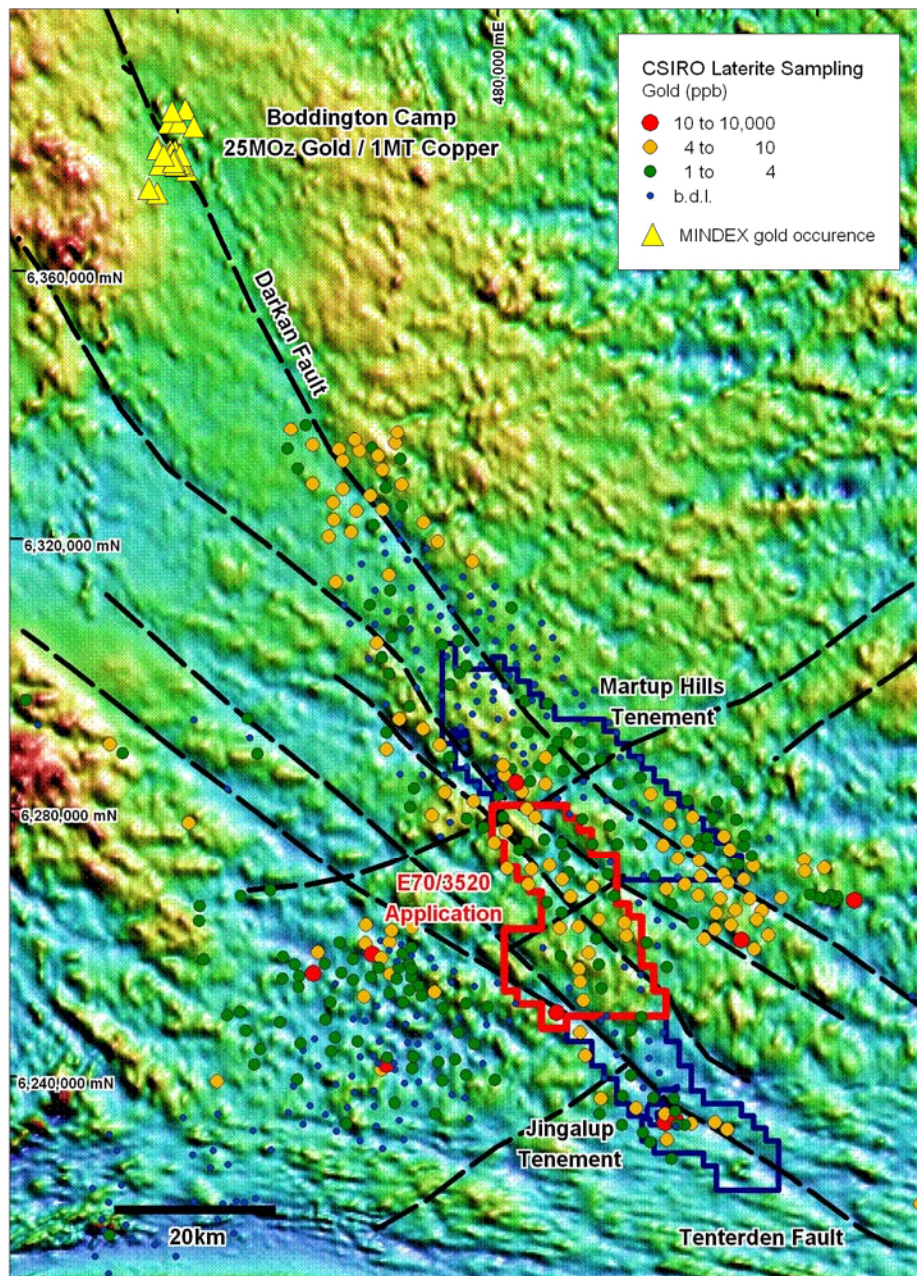 480,000 mE
CSIRO Laterite Sampling
Gold (ppb)
10 to 10,000
4 to 10
1 to 4
b.d.l.
MINDEX gold occurence
Boddington Camp
25MOz Gold / 1MT Copper
6,360,000 mN
Darkan Fault
6,320,000 mN
Martup Hills
Tenement
6,280,000 mN
E70/3520
Application
6,240,000 mN
Jingalup
Tenement
20km
Tenterden Fault